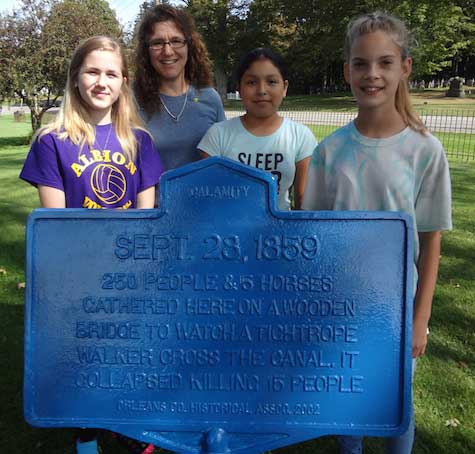 CALAMITY
SEPT. 28, 1859
250 PEOPLE & 5 HORSES
GATHERED HERE ON A WOODEN
BRIDGE TO WATCH A TIGHTROPE
WALKER CROSS THE CANAL. IT
COLLAPSED KILLING 15 PEOPLE
ORLEANS CO. HISTORICAL ASSOC. 2002
ALBION
SLEEP